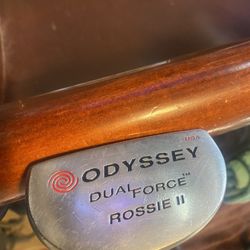 USA
ODYSSEY
DUAL FORCE™
ROSSIE II